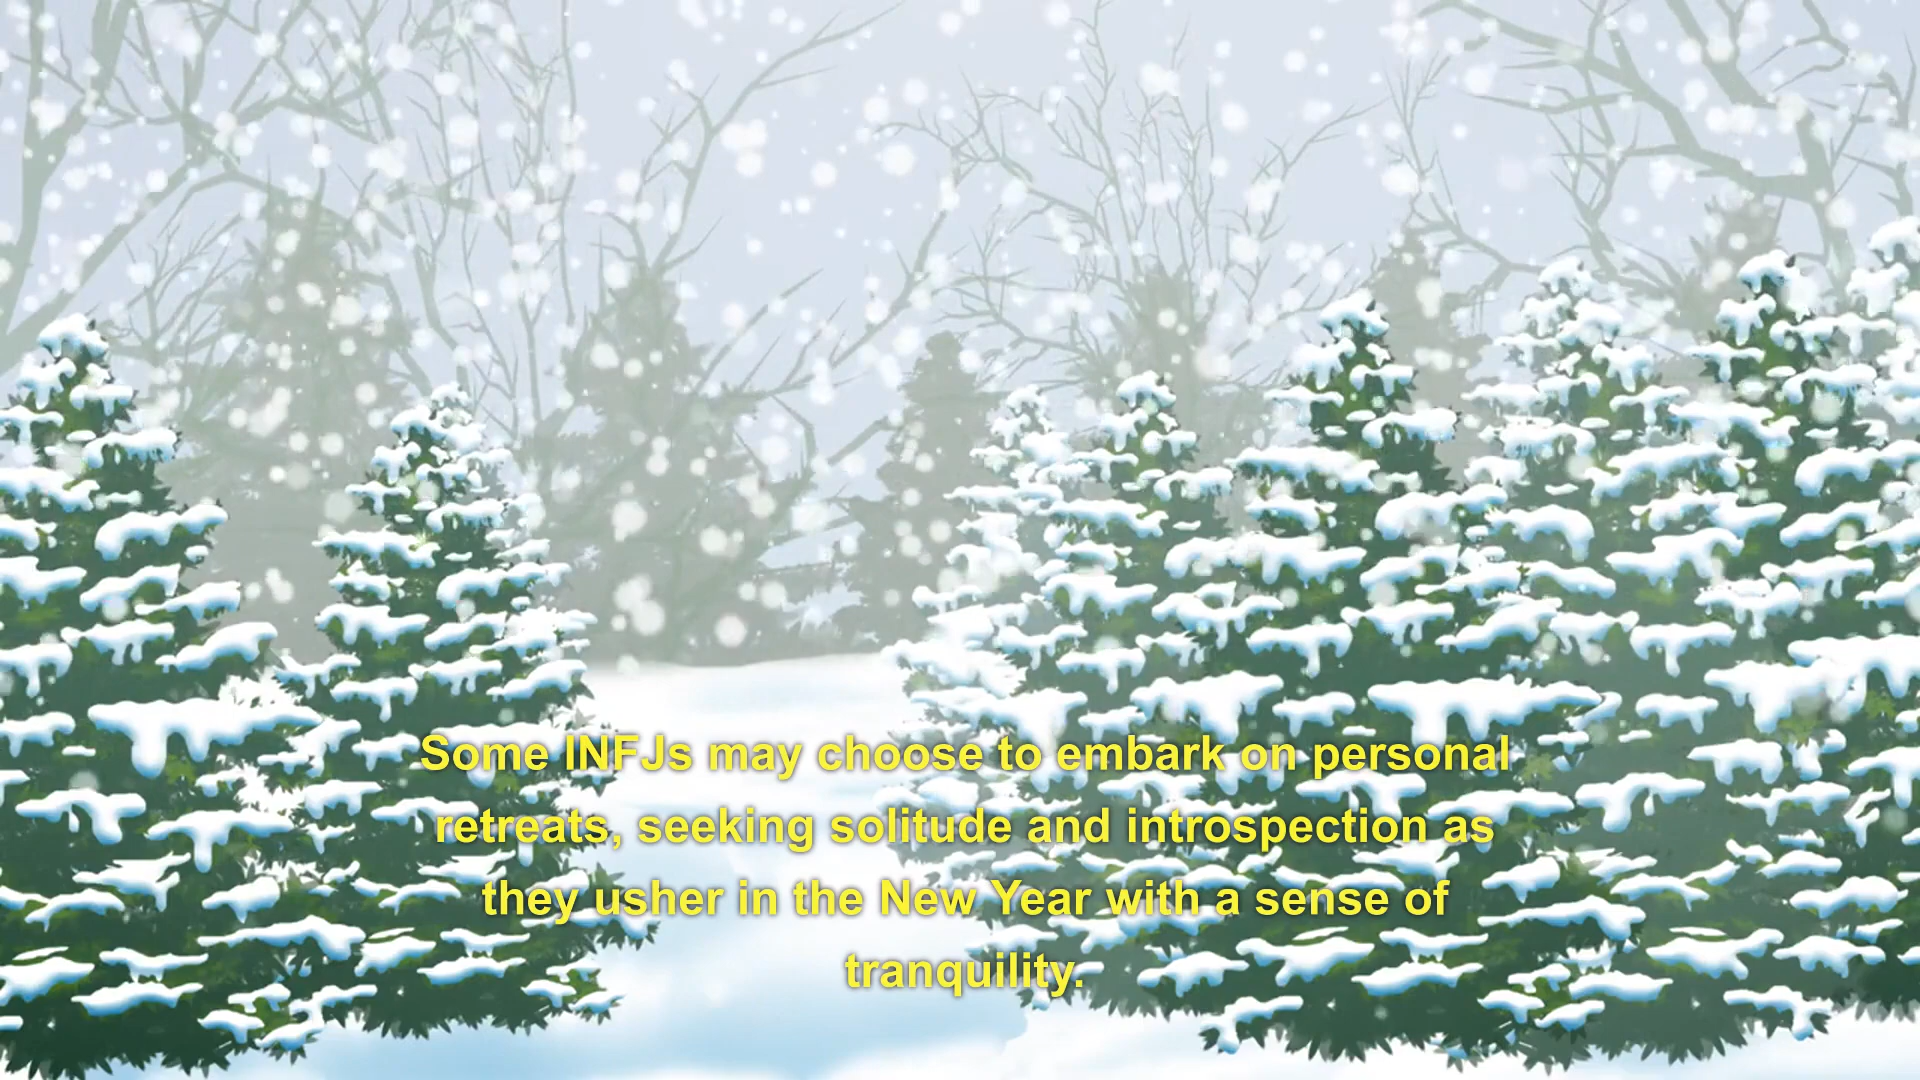 Some INFJs may choose to embark on personal
retreats, seeking solitude and introspection as
they usher in the New Year with a sense of
tranquility.